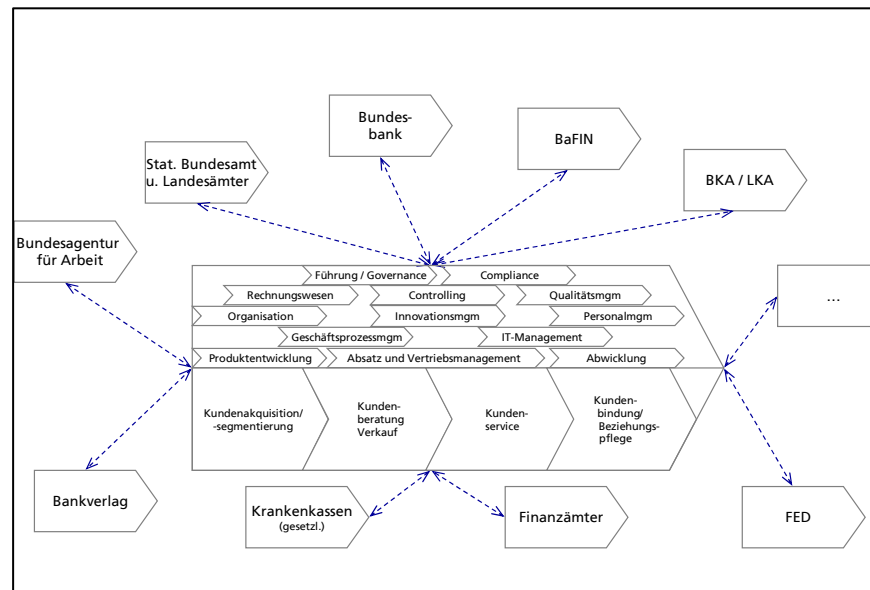 Bundes-
bank
BaFIN
Stat. Bundesamt
u. Landesämter
BKA / LKA
Bundesagentur
für Arbeit
Führung / Governance
Compliance
Rechnungswesen
Controlling
Qualitätsmgm
...
Organisation
Innovationsmgm
Personalmgm
Geschäftsprozessmgm
IT-Management
Produktentwicklung
Absatz und Vertriebsmanagement
Abwicklung
Kundenakquisition/
-segmentierung
Kunden-
beratung
Verkauf
Kunden-
service
Kunden-
bindung/
Beziehungs-
pflege
Bankverlag
Krankenkassen
(gesetzl.)
Finanzämter
FED